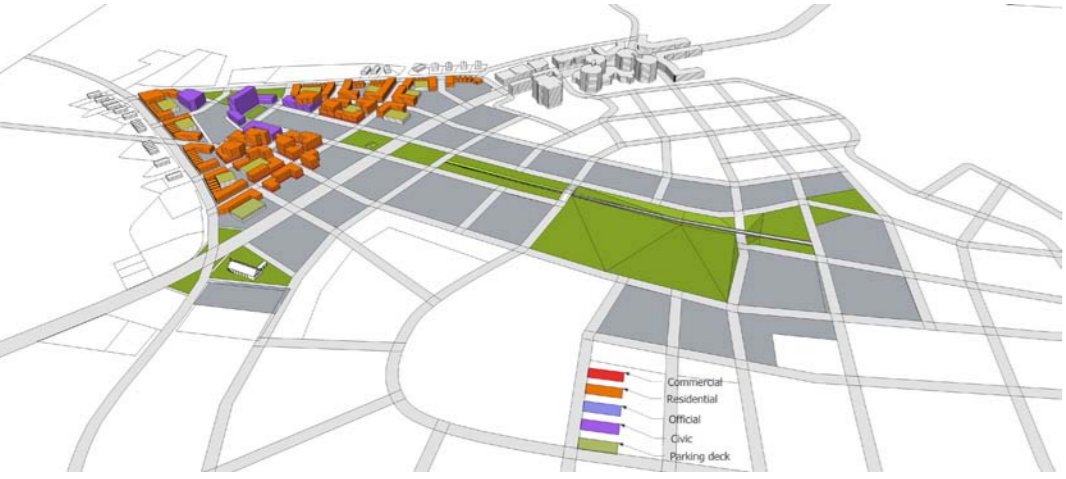 Commercial
Residential
Official
Civic
Parking deck